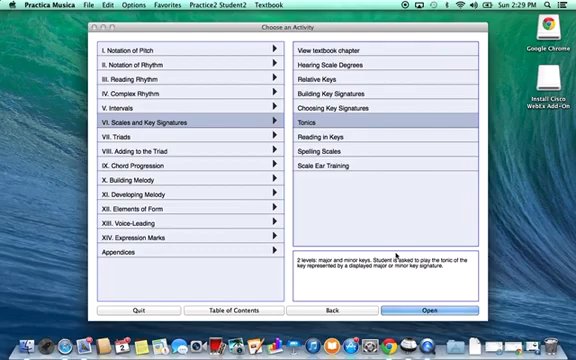 Practica Musica File Edit Options Favorites Practice2 Student2 Textbook Sun 2:29 PM
Choose an Activity
I. Notation of Pitch
II. Notation of Rhythm
III. Reading Rhythm
IV. Complex Rhythm
V. Intervals
VI. Scales and Key Signatures
VII. Triads
VIII. Adding to the Triad
IX. Chord Progression
X. Building Melody
XI. Developing Melody
XII. Elements of Form
XIII. Voice-Leading
XIV. Expression Marks
Appendices
View textbook chapter
Hearing Scale Degrees
Relative Keys
Building Key Signatures
Choosing Key Signatures
Tonics
Reading in Keys
Spelling Scales
Scale Ear Training
2 levels: major and minor keys. Student is asked to play the tonic of the
key represented by a displayed major or minor key signature.
Quit Table of Contents Back Open
Google Chrome
Install Cisco
WebEx Add-On